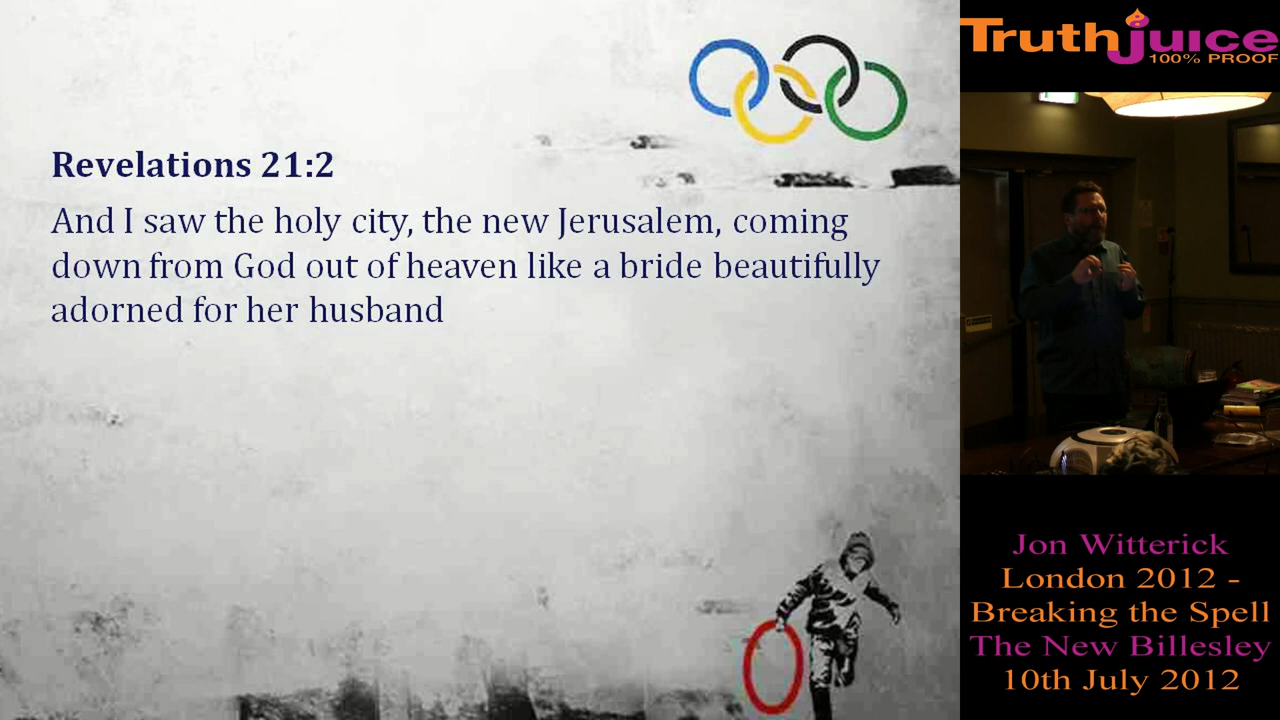 Revelations 21:2
And I saw the holy city, the new Jerusalem, coming
down from God out of heaven like a bride beautifully
adorned for her husband
Truthjuice
100% PROOF
Jon Witterick
London 2012 -
Breaking the Spell
The New Billesley
10th July 2012